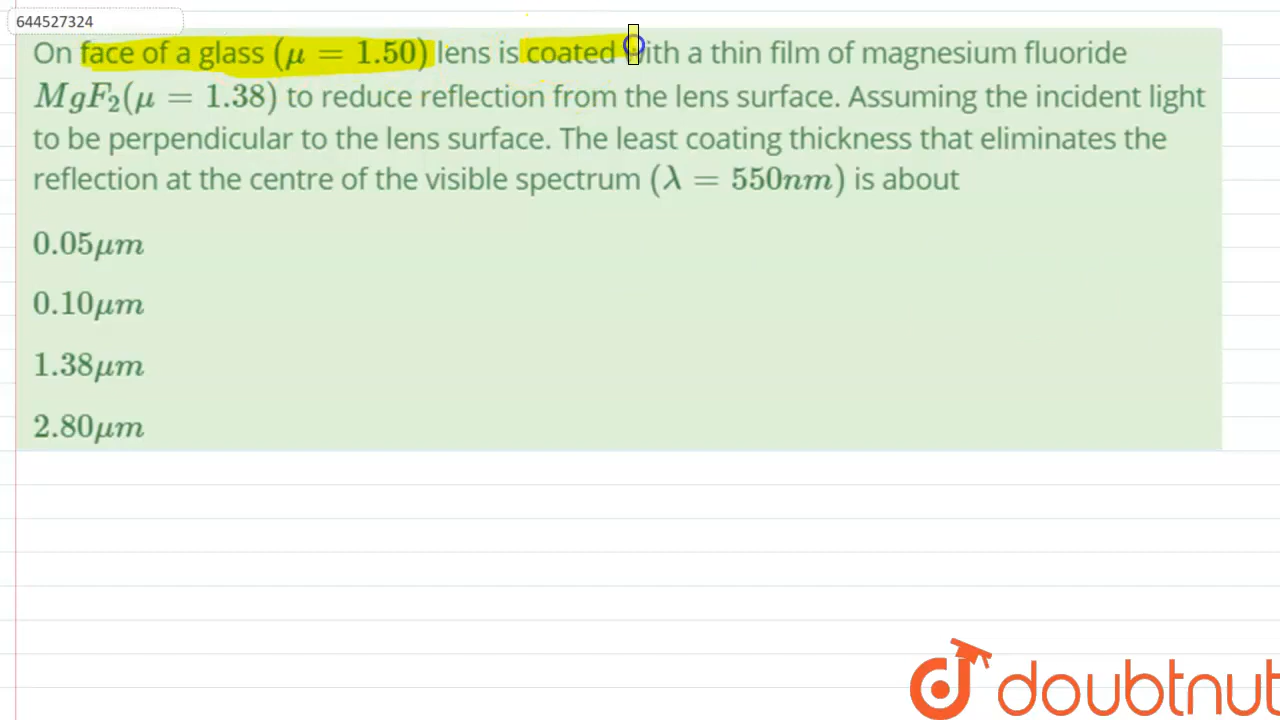 644527324
On face of a glass (μ = 1.50) lens is coated with a thin film of magnesium fluoride
MgF₂(μ = 1.38) to reduce reflection from the lens surface. Assuming the incident light
to be perpendicular to the lens surface. The least coating thickness that eliminates the
reflection at the centre of the visible spectrum (λ = 550nm) is about
0.05μm
0.10μm
1.38μm
2.80μm
doubtnut